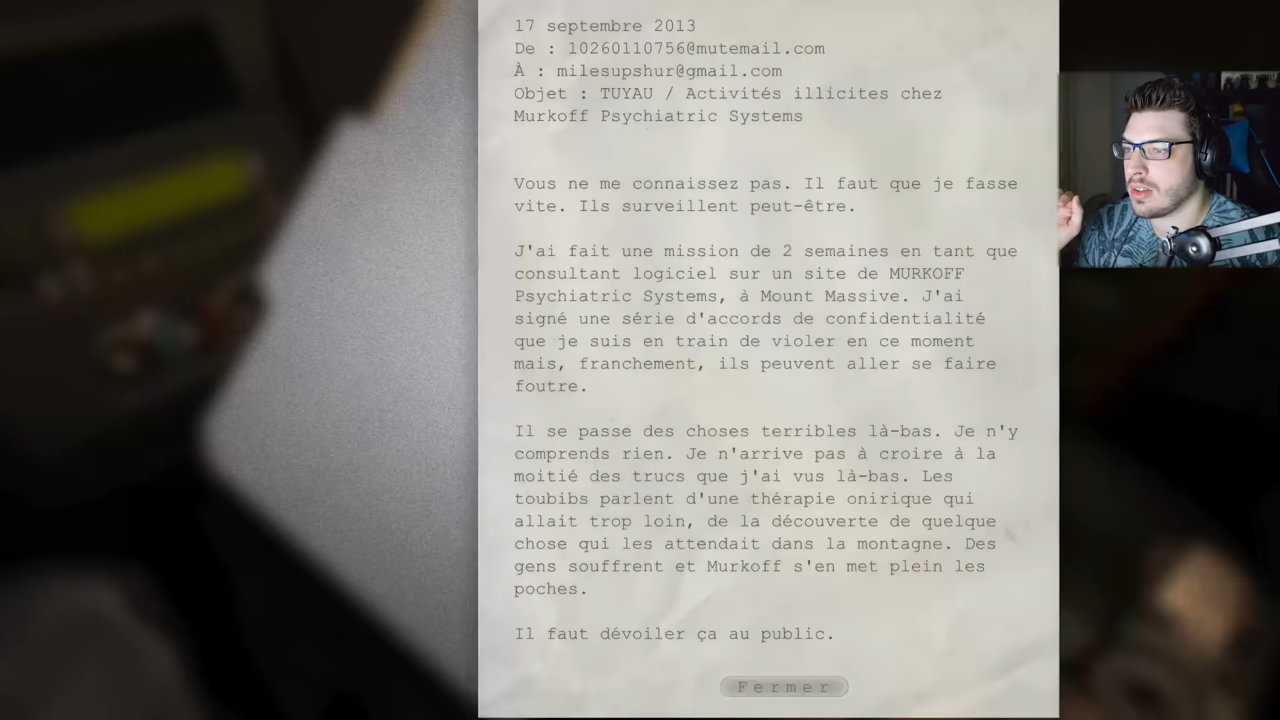 17 septembre 2013
De : 10260110756@mutemail.com
À : milesupshur@gmail.com
Objet : TUYAU / Activités illicites chez
Murkoff Psychiatric Systems
Vous ne me connaissez pas. Il faut que je fasse
vite. Ils surveillent peut-être.
J'ai fait une mission de 2 semaines en tant que
consultant logiciel sur un site de MURKOFF
Psychiatric Systems, à Mount Massive. J'ai
signé une série d'accords de confidentialité
que je suis en train de violer en ce moment
mais, franchement, ils peuvent aller se faire
foutre.
Il se passe des choses terribles là-bas. Je n'y
comprends rien. Je n'arrive pas à croire à la
moitié des trucs que j'ai vus là-bas. Les
toubibs parlent d'une thérapie onirique qui
allait trop loin, de la découverte de quelque
chose qui les attendait dans la montagne. Des
gens souffrent et Murkoff s'en met plein les
poches.
Il faut dévoiler ça au public.
Fermer